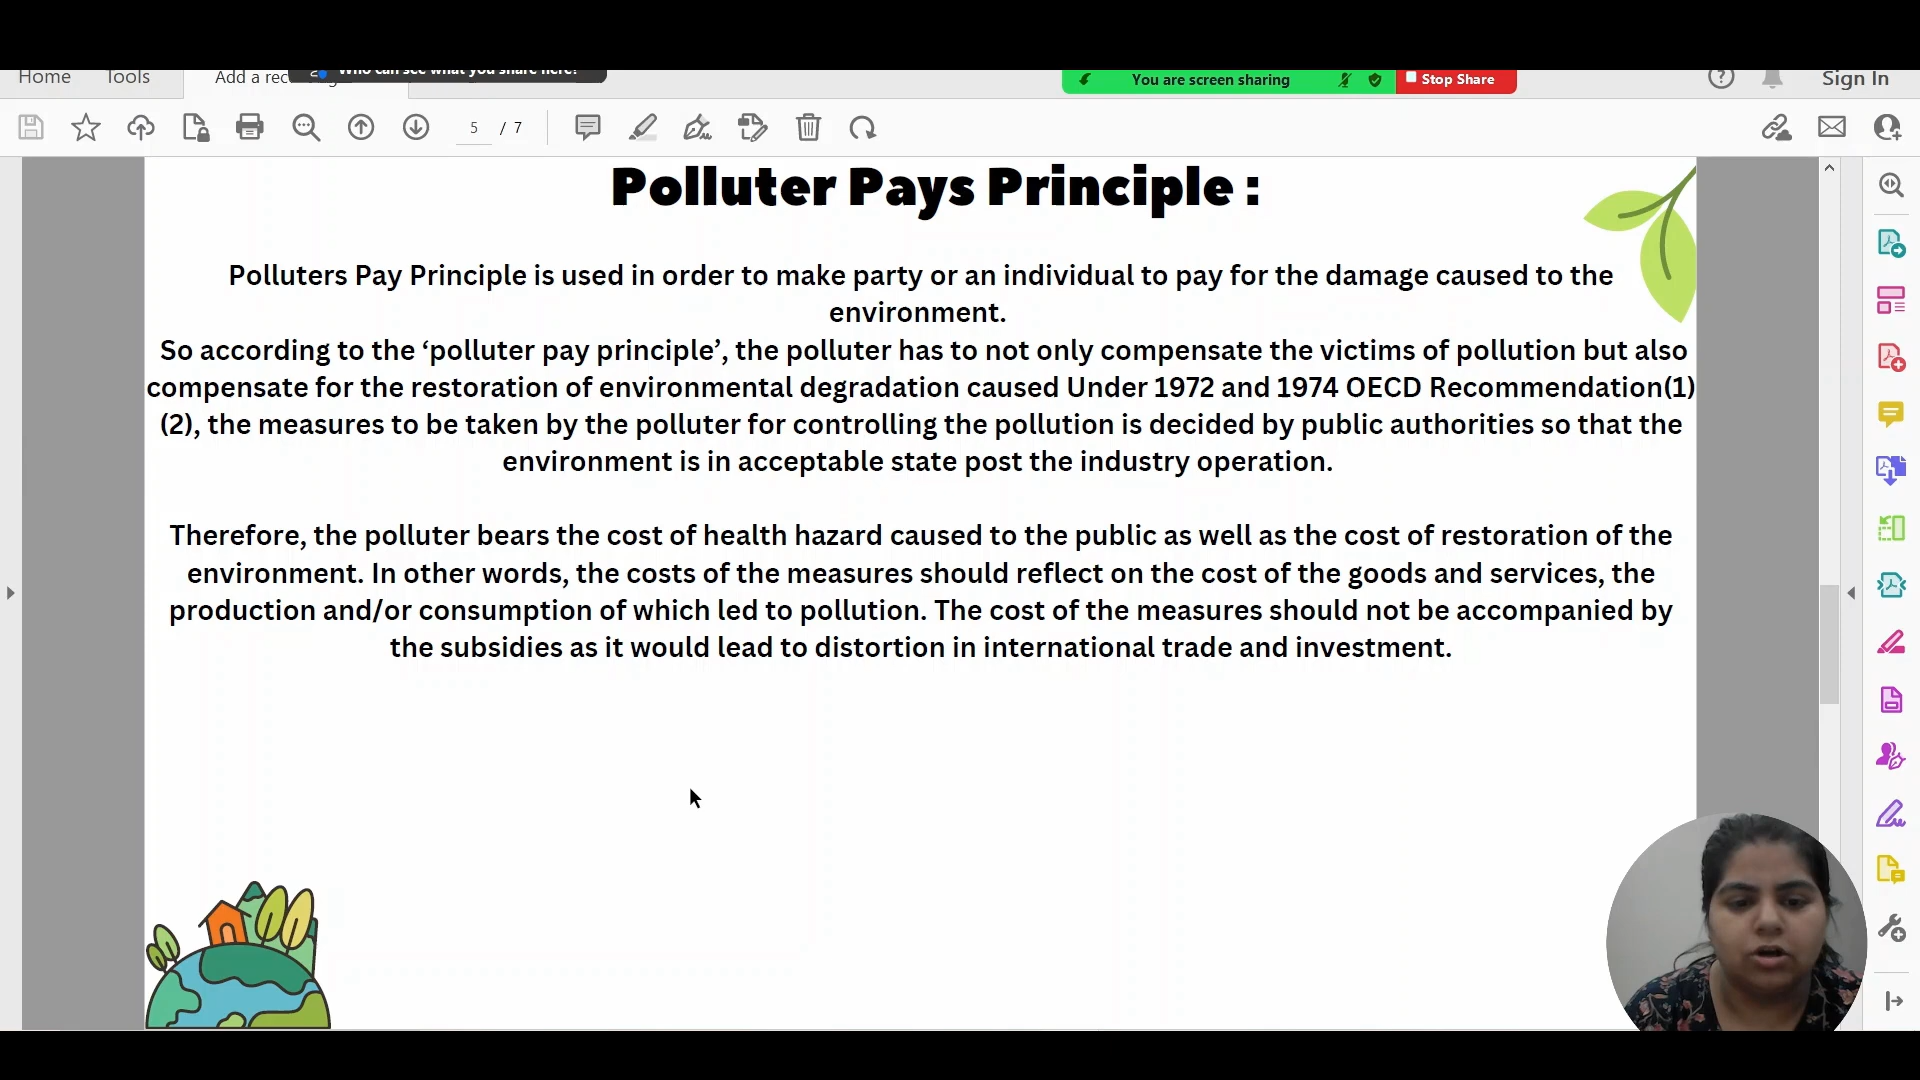 Home
Tools
Add a rec
Who can see what you share here?
You are screen sharing
Stop Share
Sign In
5 / 7
Polluter Pays Principle :
Polluters Pay Principle is used in order to make party or an individual to pay for the damage caused to the
environment.
So according to the ‘polluter pay principle’, the polluter has to not only compensate the victims of pollution but also
compensate for the restoration of environmental degradation caused Under 1972 and 1974 OECD Recommendation(1)
(2), the measures to be taken by the polluter for controlling the pollution is decided by public authorities so that the
environment is in acceptable state post the industry operation.
Therefore, the polluter bears the cost of health hazard caused to the public as well as the cost of restoration of the
environment. In other words, the costs of the measures should reflect on the cost of the goods and services, the
production and/or consumption of which led to pollution. The cost of the measures should not be accompanied by
the subsidies as it would lead to distortion in international trade and investment.